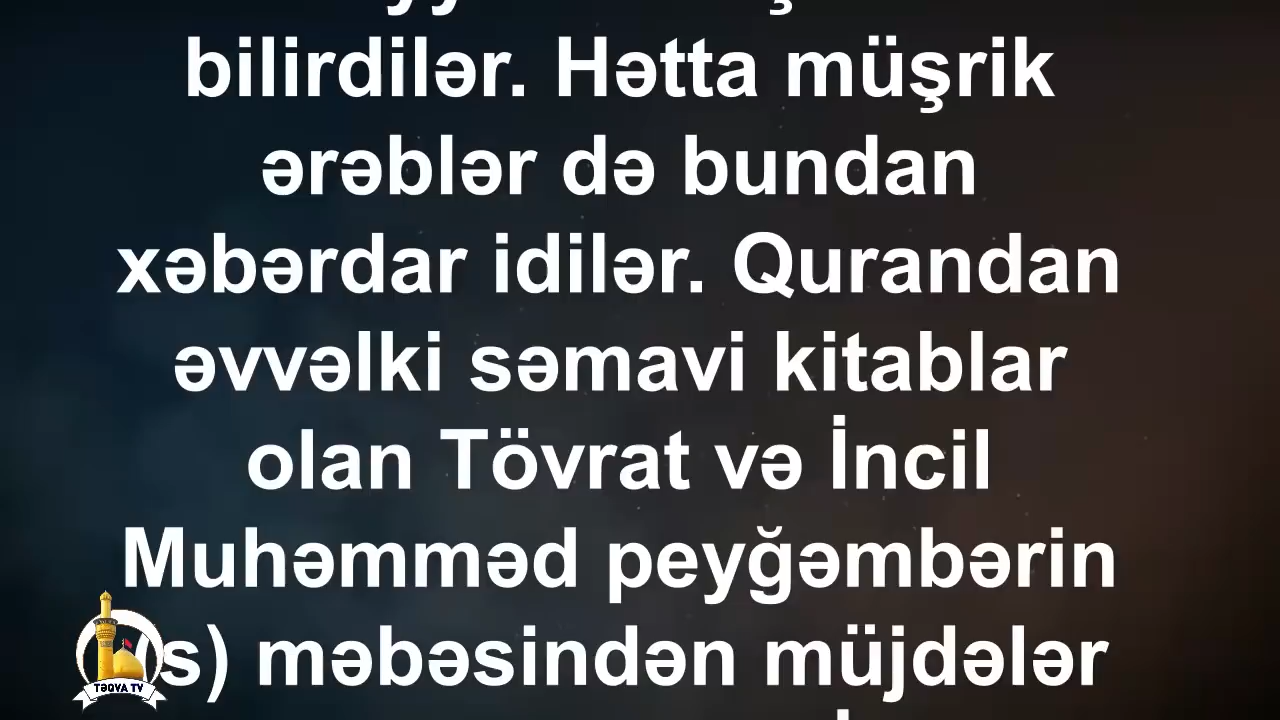 bilirdilər. Hətta müşrik
ərəblər də bundan
xəbərdar idilər. Qurandan
əvvəlki səmavi kitablar
olan Tövrat və İncil
Muhəmməd peyğəmbərin
s) məbəsindən müjdələr
TƏQVA TV